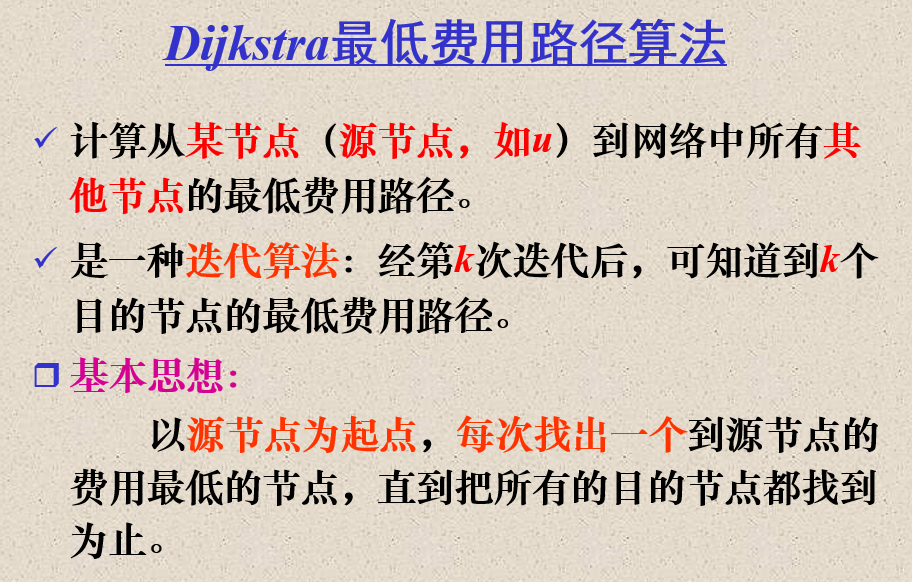 Dijkstra最低费用路径算法
计算从某节点（源节点，如u）到网络中所有其
他节点的最低费用路径。
是一种迭代算法：经第k次迭代后，可知道到k个
目的节点的最低费用路径。
基本思想：
以源节点为起点，每次找出一个到源节点的
费用最低的节点，直到把所有的目的节点都找到
为止。